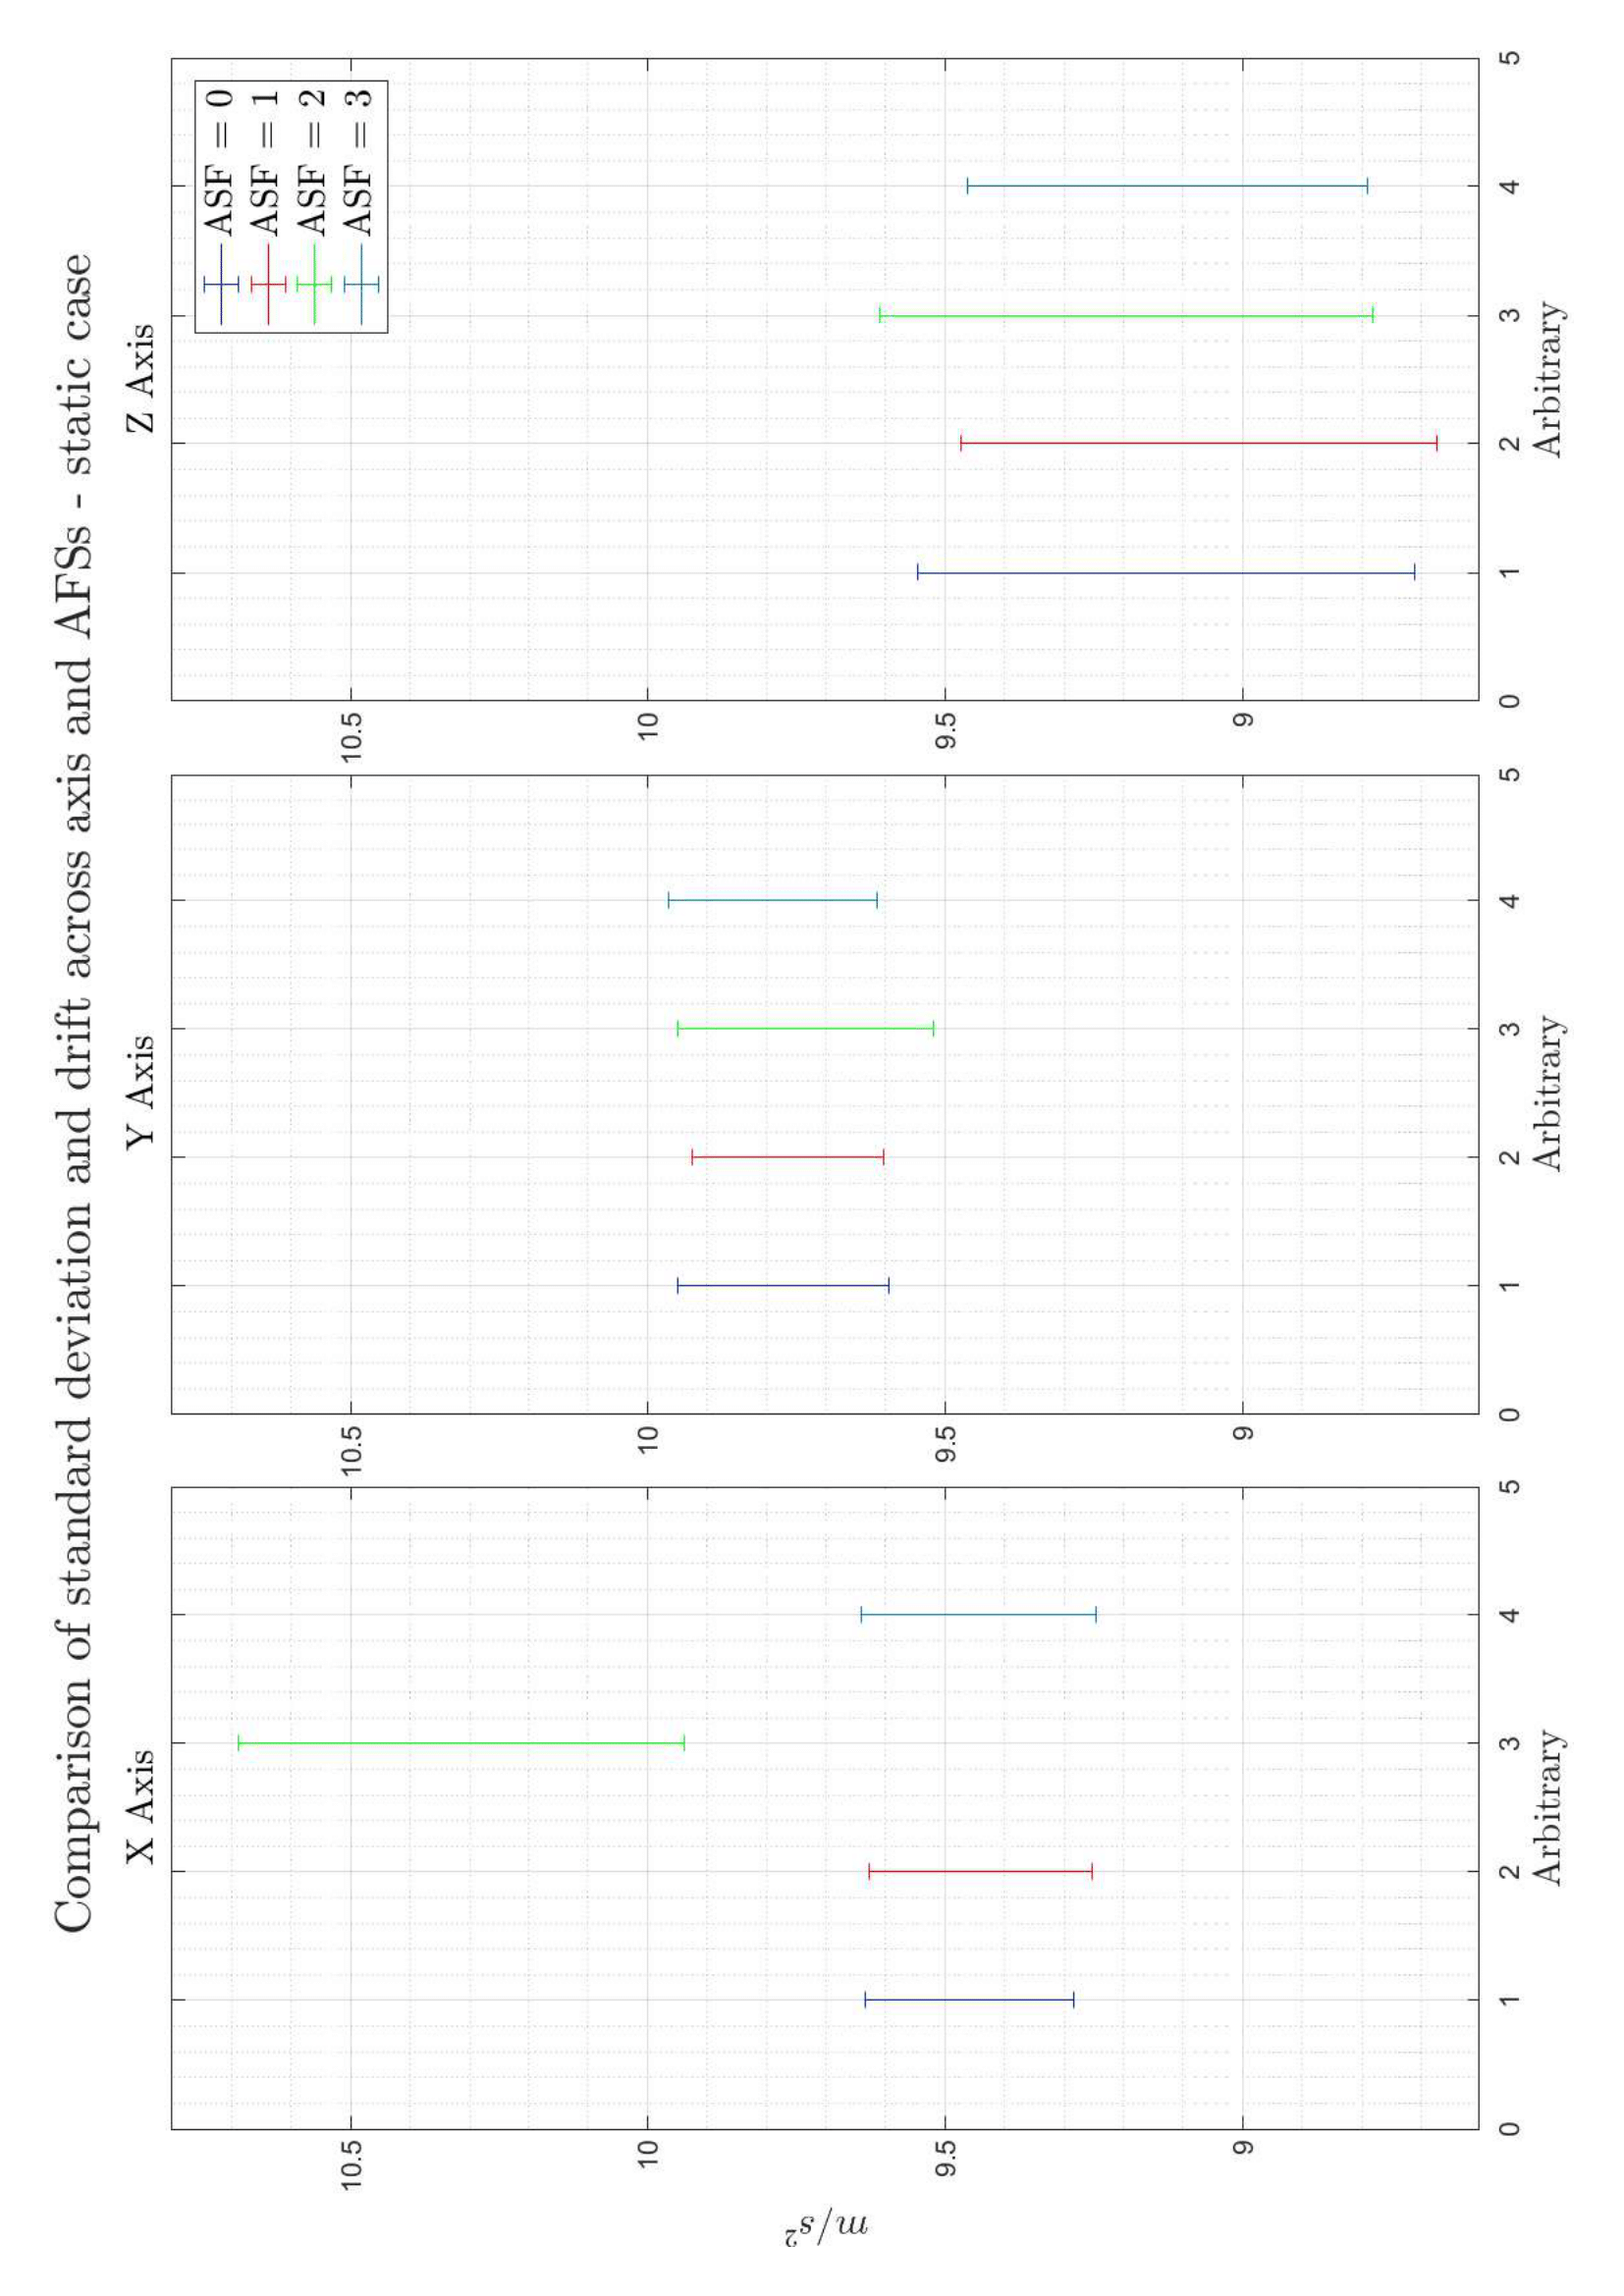 Comparison of standard deviation and drift across axis and AFSs - static case
X Axis
m/s²
10.5
10
9.5
9
0 1 2 3 4 5
Arbitrary
Y Axis
10.5
10
9.5
9
0 1 2 3 4 5
Arbitrary
Z Axis
10.5
10
9.5
9
0 1 2 3 4 5
Arbitrary
ASF = 0
ASF = 1
ASF = 2
ASF = 3